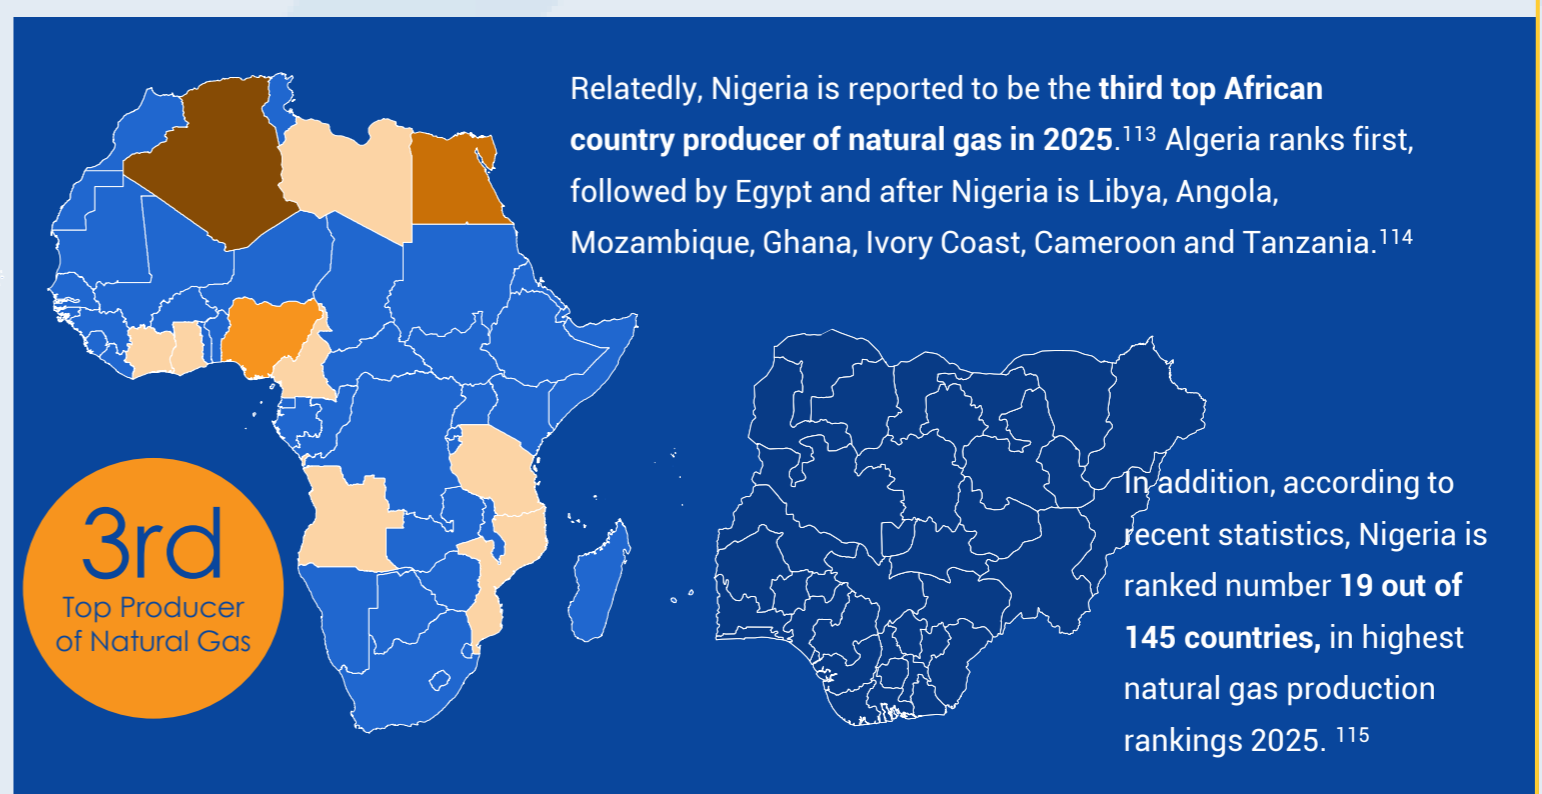 Relatedly, Nigeria is reported to be the third top African
country producer of natural gas in 2025.113 Algeria ranks first,
followed by Egypt and after Nigeria is Libya, Angola,
Mozambique, Ghana, Ivory Coast, Cameroon and Tanzania.114
3rd
Top Producer
of Natural Gas
In addition, according to
recent statistics, Nigeria is
ranked number 19 out of
145 countries, in highest
natural gas production
rankings 2025. 115